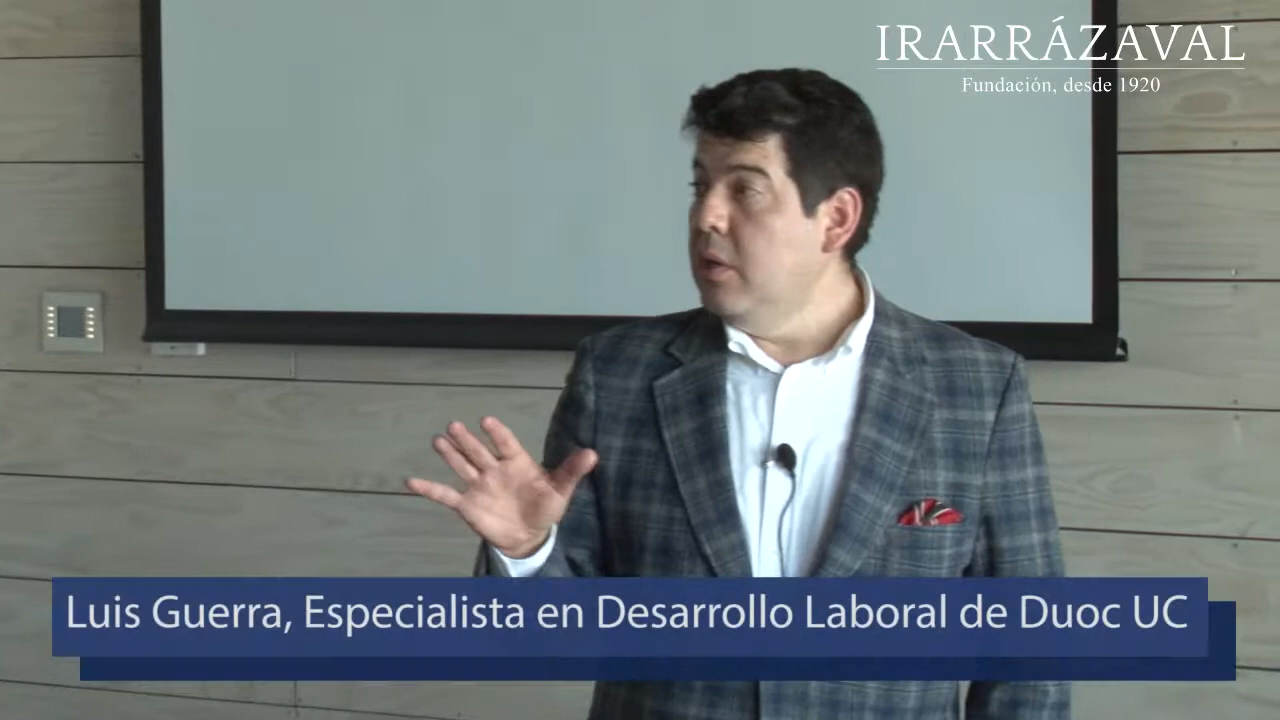 IRARRÁZAVAL
Fundación, desde 1920
Luis Guerra, Especialista en Desarrollo Laboral de Duoc UC